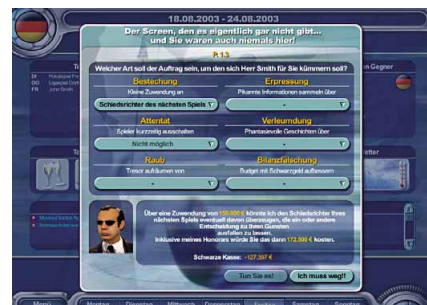 18.08.2003 - 24.08.2003
Der Screen, den es eigentlich gar nicht gibt...
und Sie waren auch niemals hier!
Welcher Art soll der Auftrag sein, um den sich Herr Smith für Sie kümmern soll?
Bestechung Erpressung
Kleine Zuwendung an Pikante Informationen sammeln über
Schiedsrichter des nächsten Spiels -
Attentat Verleumdung
Spieler kurzzeitig ausschalten Phantasievolle Geschichten über
Nicht möglich -
Raub Bilanzfälschung
Tresor aufräumen von Budget mit Schwarzgeld aufbessern
- -
Über eine Zuwendung von 150.000 € könnte ich den Schiedsrichter Ihres
nächsten Spiels eventuell davon überzeugen, die ein oder andere
Entscheidung zu Ihren Gunsten
ausfallen zu lassen.
Inklusive meines Honorars würde Sie das dann 172.500 € kosten.
Schwarze Kasse: -127.397 €
Tun Sie es! Ich muss weg!!
Menü Montag Dienstag Mittwoch Donnerstag Freitag Samstag Sonntag